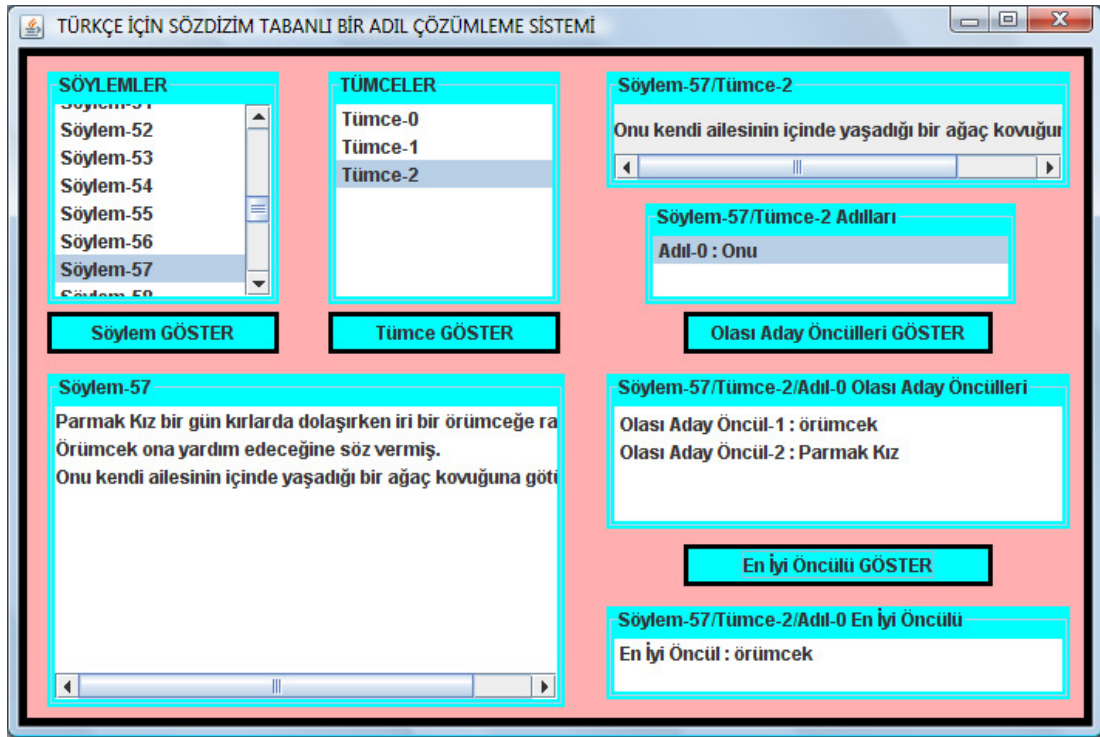 TÜRKÇE İÇİN SÖZDİZİM TABANLI BİR ADIL ÇÖZÜMLEME SİSTEMİ
SÖYLEMLER
Söylem-51
Söylem-52
Söylem-53
Söylem-54
Söylem-55
Söylem-56
Söylem-57
Söylem-58
Söylem GÖSTER
TÜMCELER
Tümce-0
Tümce-1
Tümce-2
Tümce GÖSTER
Söylem-57/Tümce-2
Onu kendi ailesinin içinde yaşadığı bir ağaç kovuğur
Söylem-57/Tümce-2 Adılları
Adıl-0 : Onu
Olası Aday Öncülleri GÖSTER
Söylem-57
Parmak Kız bir gün kırlarda dolaşırken iri bir örümceğe ra
Örümcek ona yardım edeceğine söz vermiş.
Onu kendi ailesinin içinde yaşadığı bir ağaç kovuğuna götü
Söylem-57/Tümce-2/Adıl-0 Olası Aday Öncülleri
Olası Aday Öncül-1 : örümcek
Olası Aday Öncül-2 : Parmak Kız
En İyi Öncülü GÖSTER
Söylem-57/Tümce-2/Adıl-0 En İyi Öncülü
En İyi Öncül : örümcek